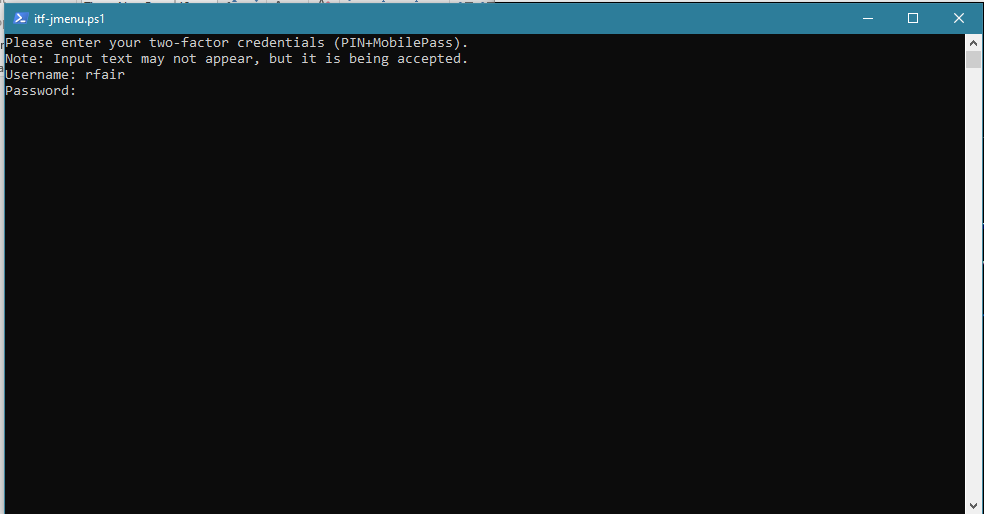 itf-jmenu.ps1
Please enter your two-factor credentials (PIN+MobilePass).
Note: Input text may not appear, but it is being accepted.
Username: rfair
Password: